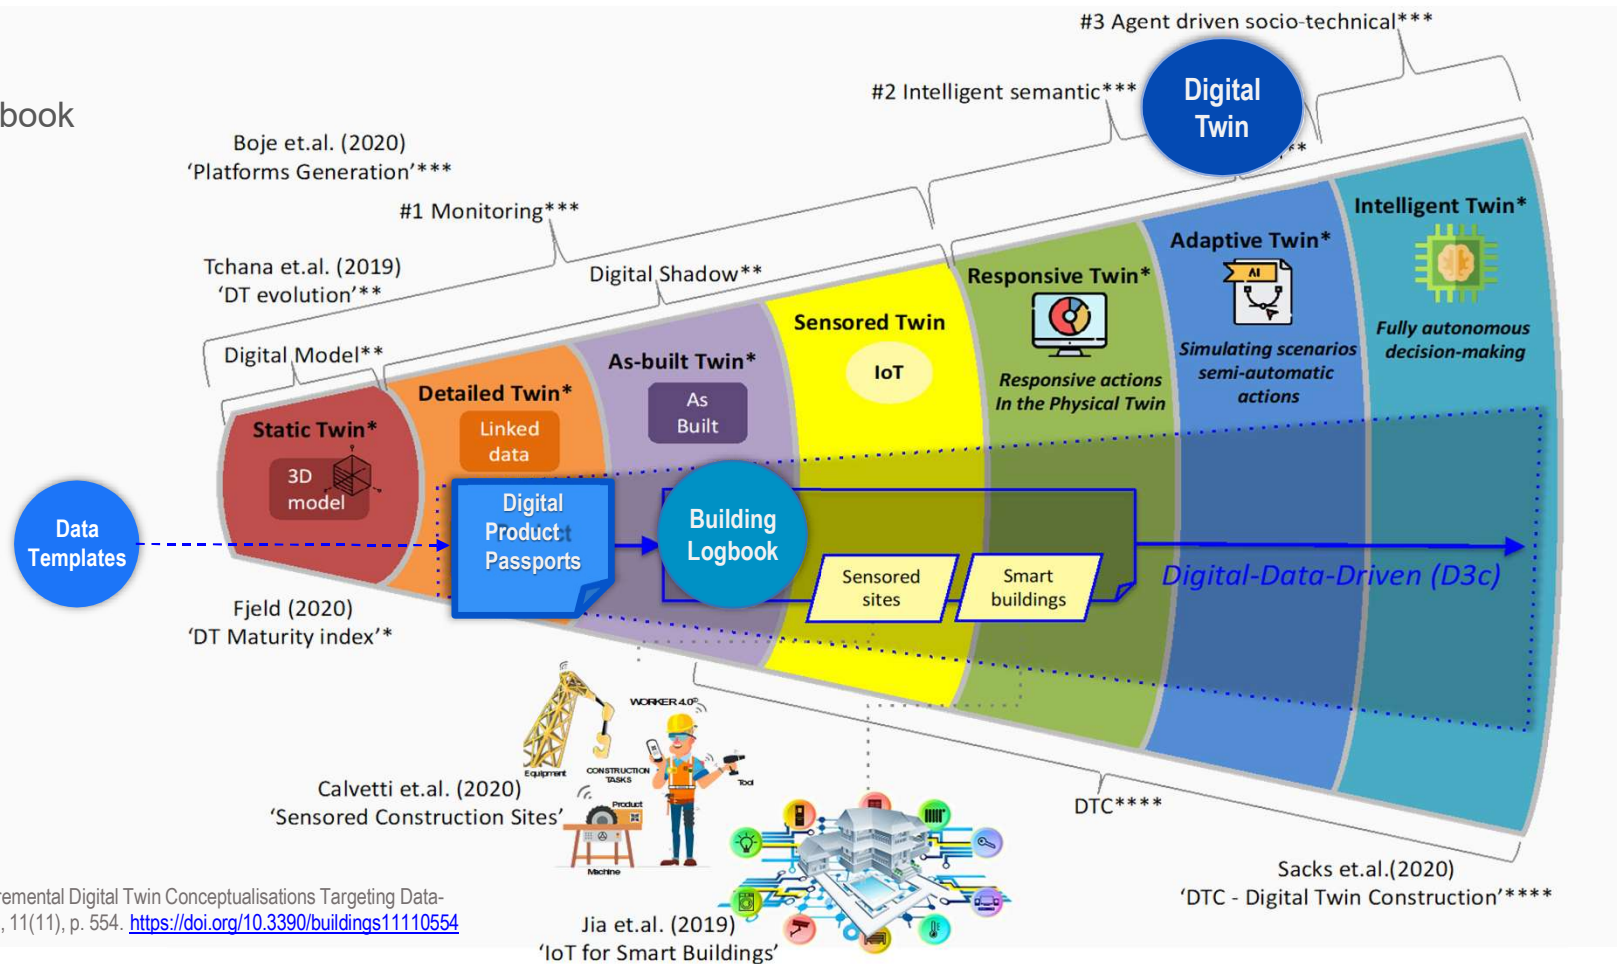 #3 Agent driven socio-technical***
#2 Intelligent semantic***
Digital
Twin
**
book
Boje et.al. (2020)
'Platforms Generation'***
#1 Monitoring***
Tchana et.al. (2019)
'DT evolution'**
Digital Shadow**
Digital Model**
Static Twin*
3D
model
Detailed Twin*
Linked
data
As-built Twin*
As
Built
Sensored Twin
IoT
Responsive Twin*
Responsive actions
In the Physical Twin
Adaptive Twin*
AI
Simulating scenarios
semi-automatic
actions
Intelligent Twin*
Fully autonomous
decision-making
Data
Templates
Digital
Product
Passports
Building
Logbook
Sensored
sites
Smart
buildings
Digital-Data-Driven (D3c)
Fjeld (2020)
'DT Maturity index'*
WORKER 4.0
Equipment
CONSTRUCTION
TASKS
Tool
Product
Machine
Calvetti et.al. (2020)
'Sensored Construction Sites'
DTC****
Sacks et.al.(2020)
'DTC - Digital Twin Construction'****
Jia et.al. (2019)
'IoT for Smart Buildings'
remental Digital Twin Conceptualisations Targeting Data-
, 11(11), p. 554. https://doi.org/10.3390/buildings11110554